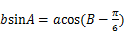 bsinA = acos(B − π/6)